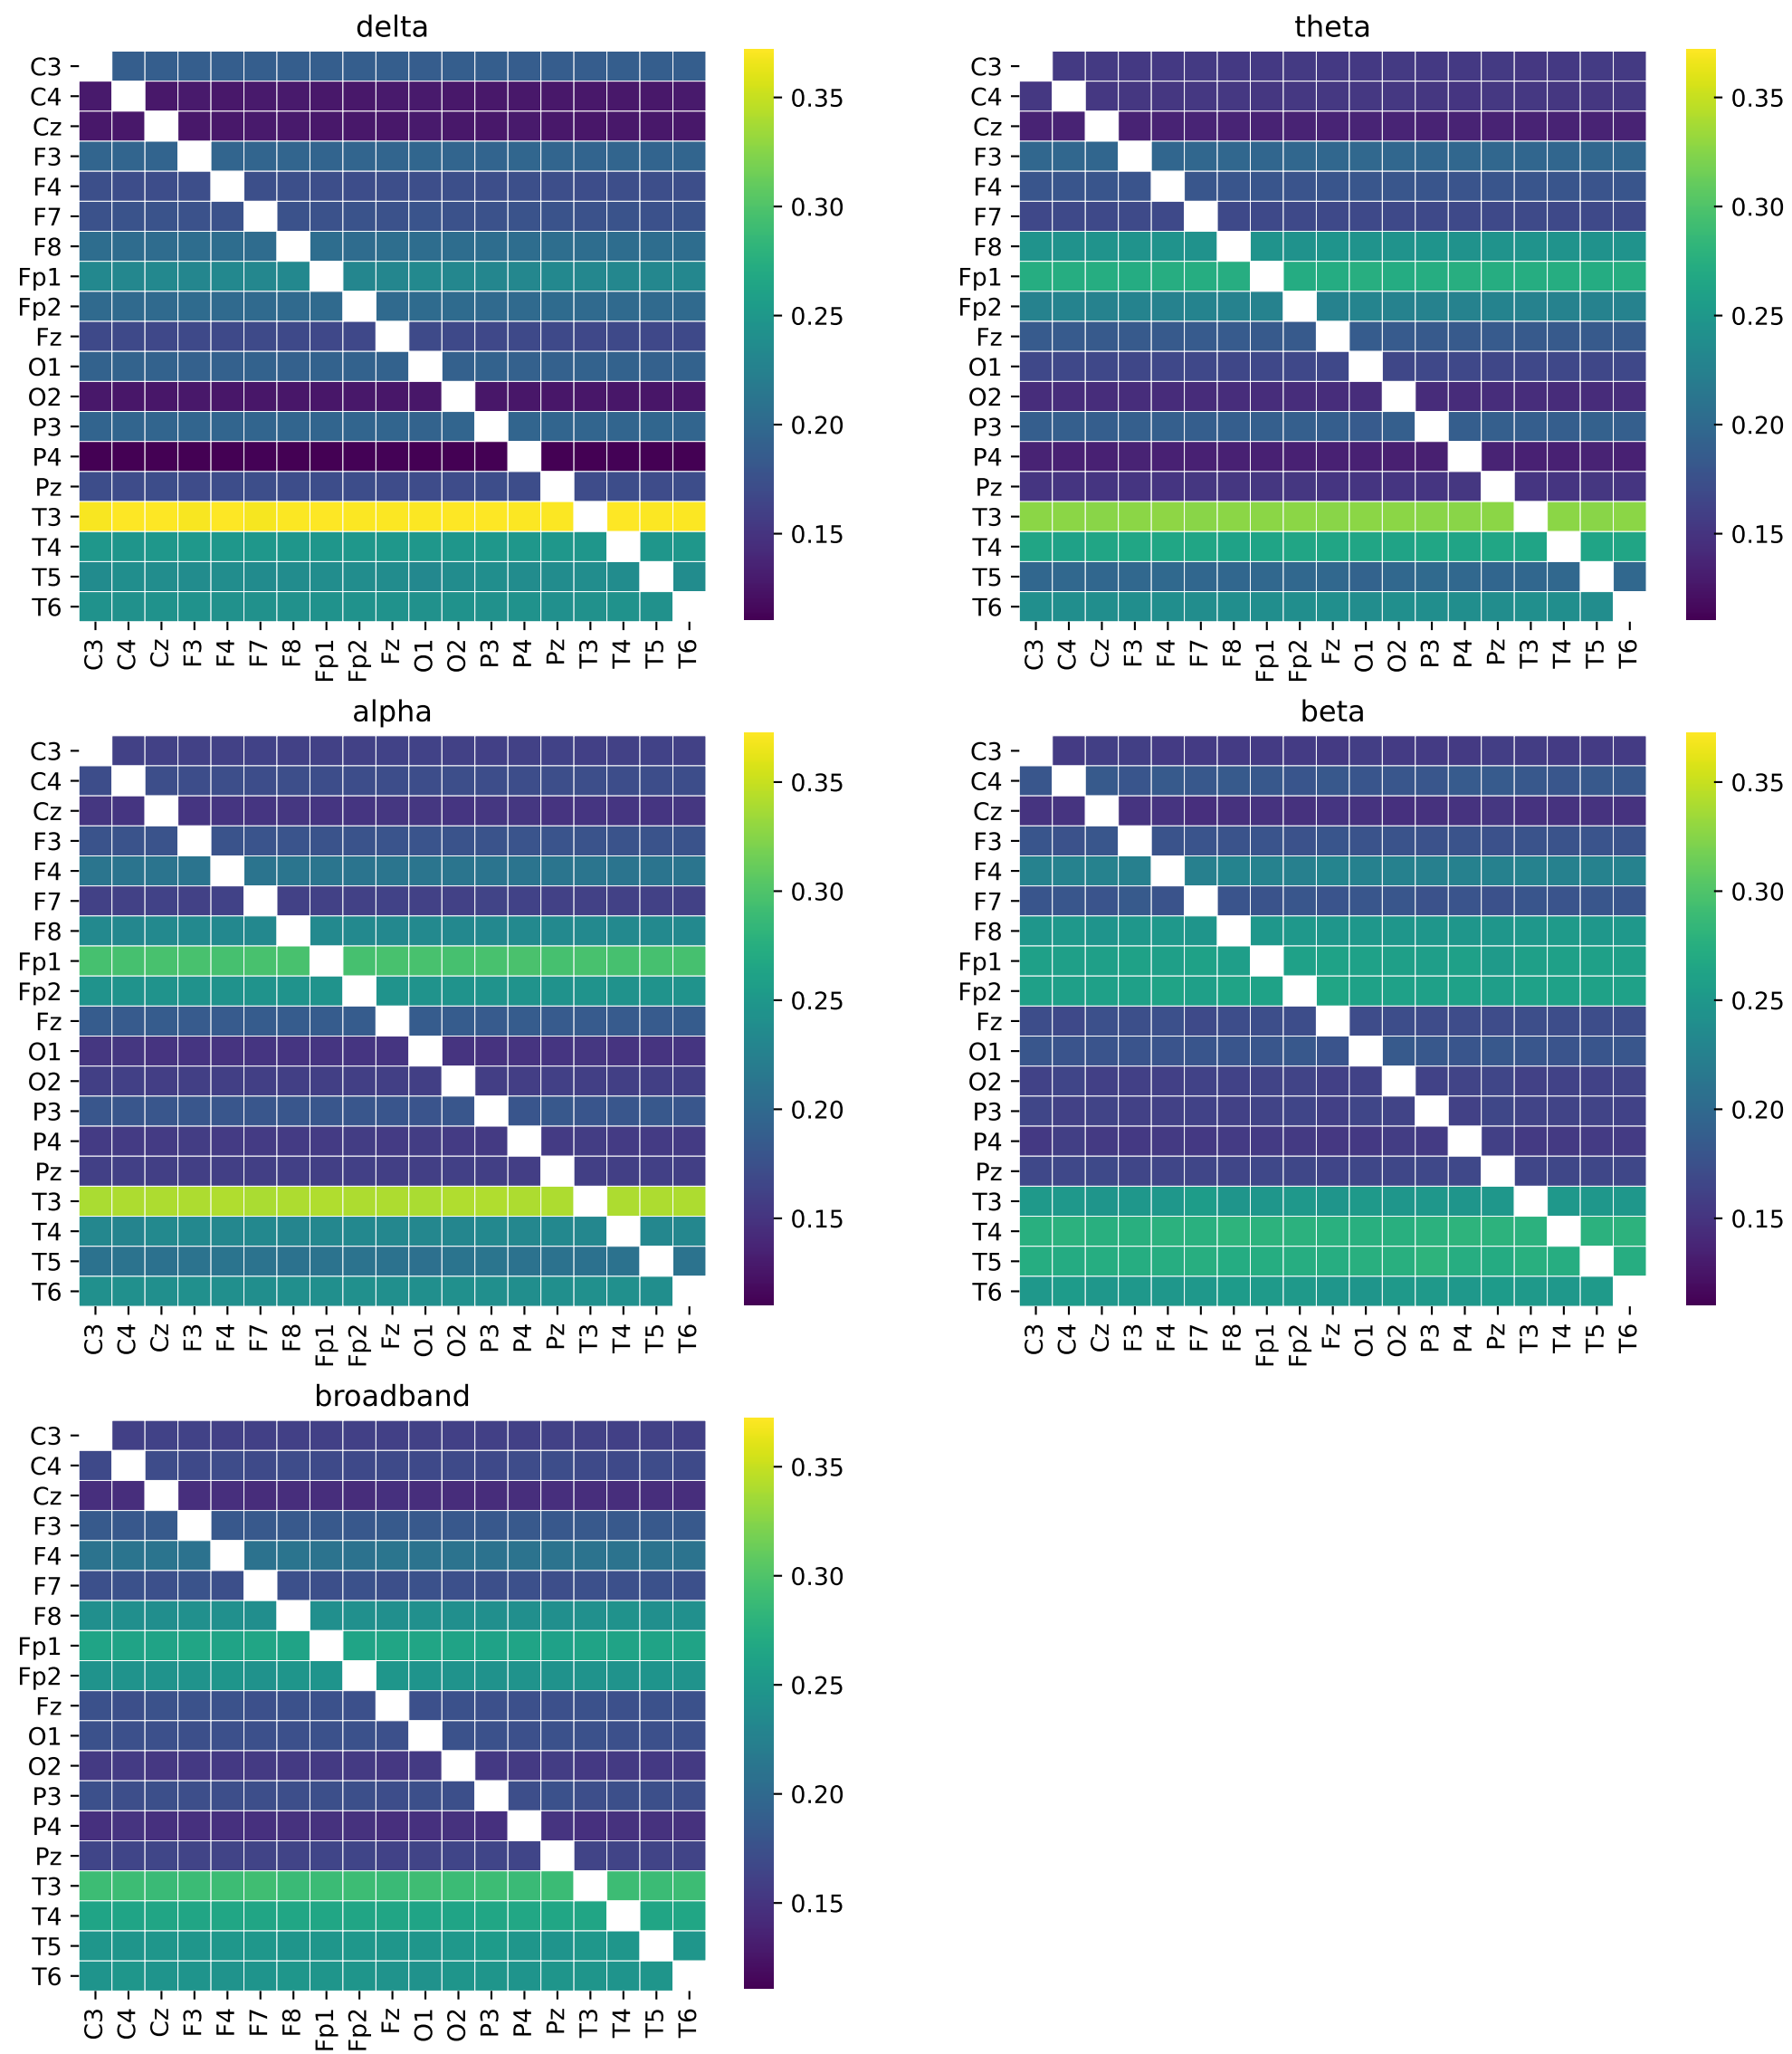 delta
C3
C4
Cz
F3
F4
F7
F8
Fp1
Fp2
Fz
O1
O2
P3
P4
Pz
T3
T4
T5
T6
C3 C4 Cz F3 F4 F7 F8 Fp1 Fp2 Fz O1 O2 P3 P4 Pz T3 T4 T5 T6
0.35
0.30
0.25
0.20
0.15
theta
C3
C4
Cz
F3
F4
F7
F8
Fp1
Fp2
Fz
O1
O2
P3
P4
Pz
T3
T4
T5
T6
C3 C4 Cz F3 F4 F7 F8 Fp1 Fp2 Fz O1 O2 P3 P4 Pz T3 T4 T5 T6
0.35
0.30
0.25
0.20
0.15
alpha
C3
C4
Cz
F3
F4
F7
F8
Fp1
Fp2
Fz
O1
O2
P3
P4
Pz
T3
T4
T5
T6
C3 C4 Cz F3 F4 F7 F8 Fp1 Fp2 Fz O1 O2 P3 P4 Pz T3 T4 T5 T6
0.35
0.30
0.25
0.20
0.15
beta
C3
C4
Cz
F3
F4
F7
F8
Fp1
Fp2
Fz
O1
O2
P3
P4
Pz
T3
T4
T5
T6
C3 C4 Cz F3 F4 F7 F8 Fp1 Fp2 Fz O1 O2 P3 P4 Pz T3 T4 T5 T6
0.35
0.30
0.25
0.20
0.15
broadband
C3
C4
Cz
F3
F4
F7
F8
Fp1
Fp2
Fz
O1
O2
P3
P4
Pz
T3
T4
T5
T6
C3 C4 Cz F3 F4 F7 F8 Fp1 Fp2 Fz O1 O2 P3 P4 Pz T3 T4 T5 T6
0.35
0.30
0.25
0.20
0.15